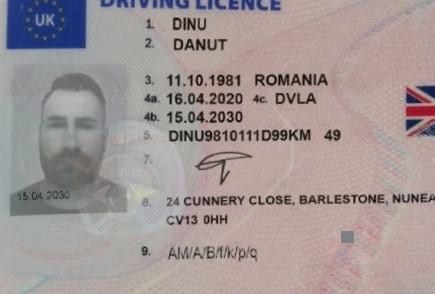 DRIVING LICENCE
UK
1. DINU
2. DANUT
3. 11.10.1981 ROMANIA
4a. 16.04.2020 4c. DVLA
4b. 15.04.2030
5. DINU9810111D99KM 49
7.
15.04.2030
8. 24 CUNNERY CLOSE, BARLESTONE, NUNEA
CV13 0HH
9. AM/A/B/f/k/p/q